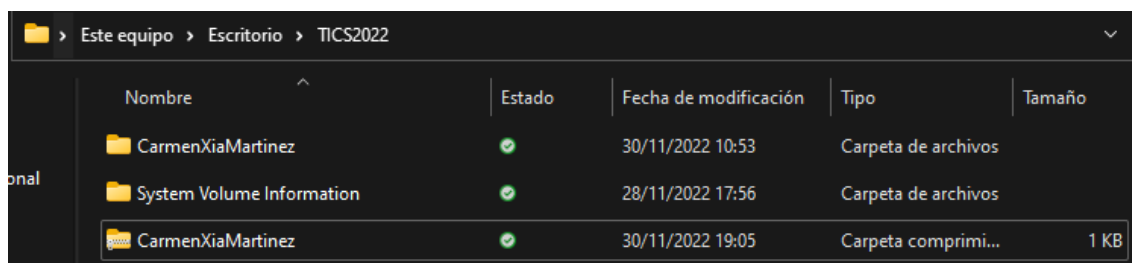 Este equipo > Escritorio > TICS2022
Nombre Estado Fecha de modificación Tipo Tamaño
CarmenXiaMartinez 30/11/2022 10:53 Carpeta de archivos
onal
System Volume Information 28/11/2022 17:56 Carpeta de archivos
CarmenXiaMartinez 30/11/2022 19:05 Carpeta comprimi... 1 KB